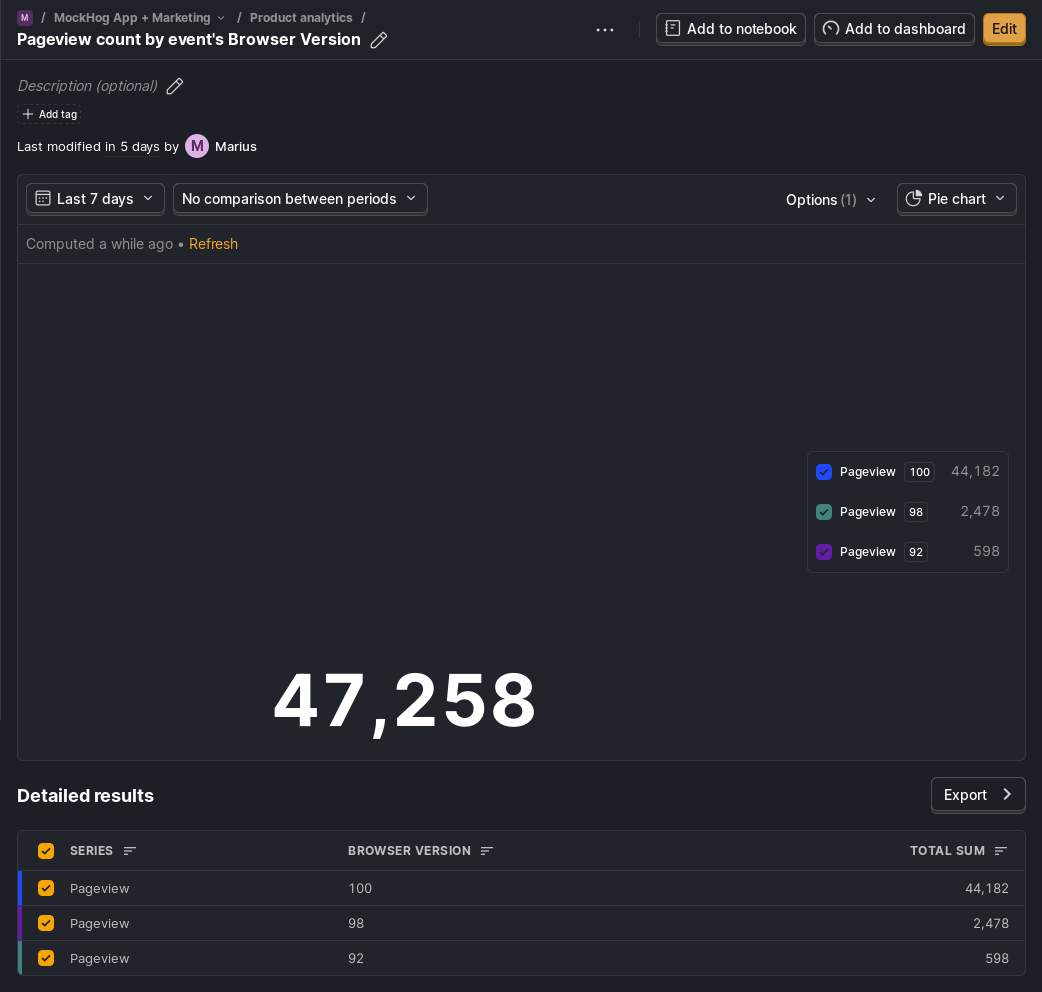 M / MockHog App + Marketing / Product analytics /
Pageview count by event's Browser Version
Add to notebook
Add to dashboard
Edit
Description (optional)
Add tag
Last modified in 5 days by M Marius
Last 7 days
No comparison between periods
Options (1)
Pie chart
Computed a while ago • Refresh
Pageview 100 44,182
Pageview 98 2,478
Pageview 92 598
47,258
Detailed results
Export
SERIES BROWSER VERSION TOTAL SUM
Pageview 100 44,182
Pageview 98 2,478
Pageview 92 598